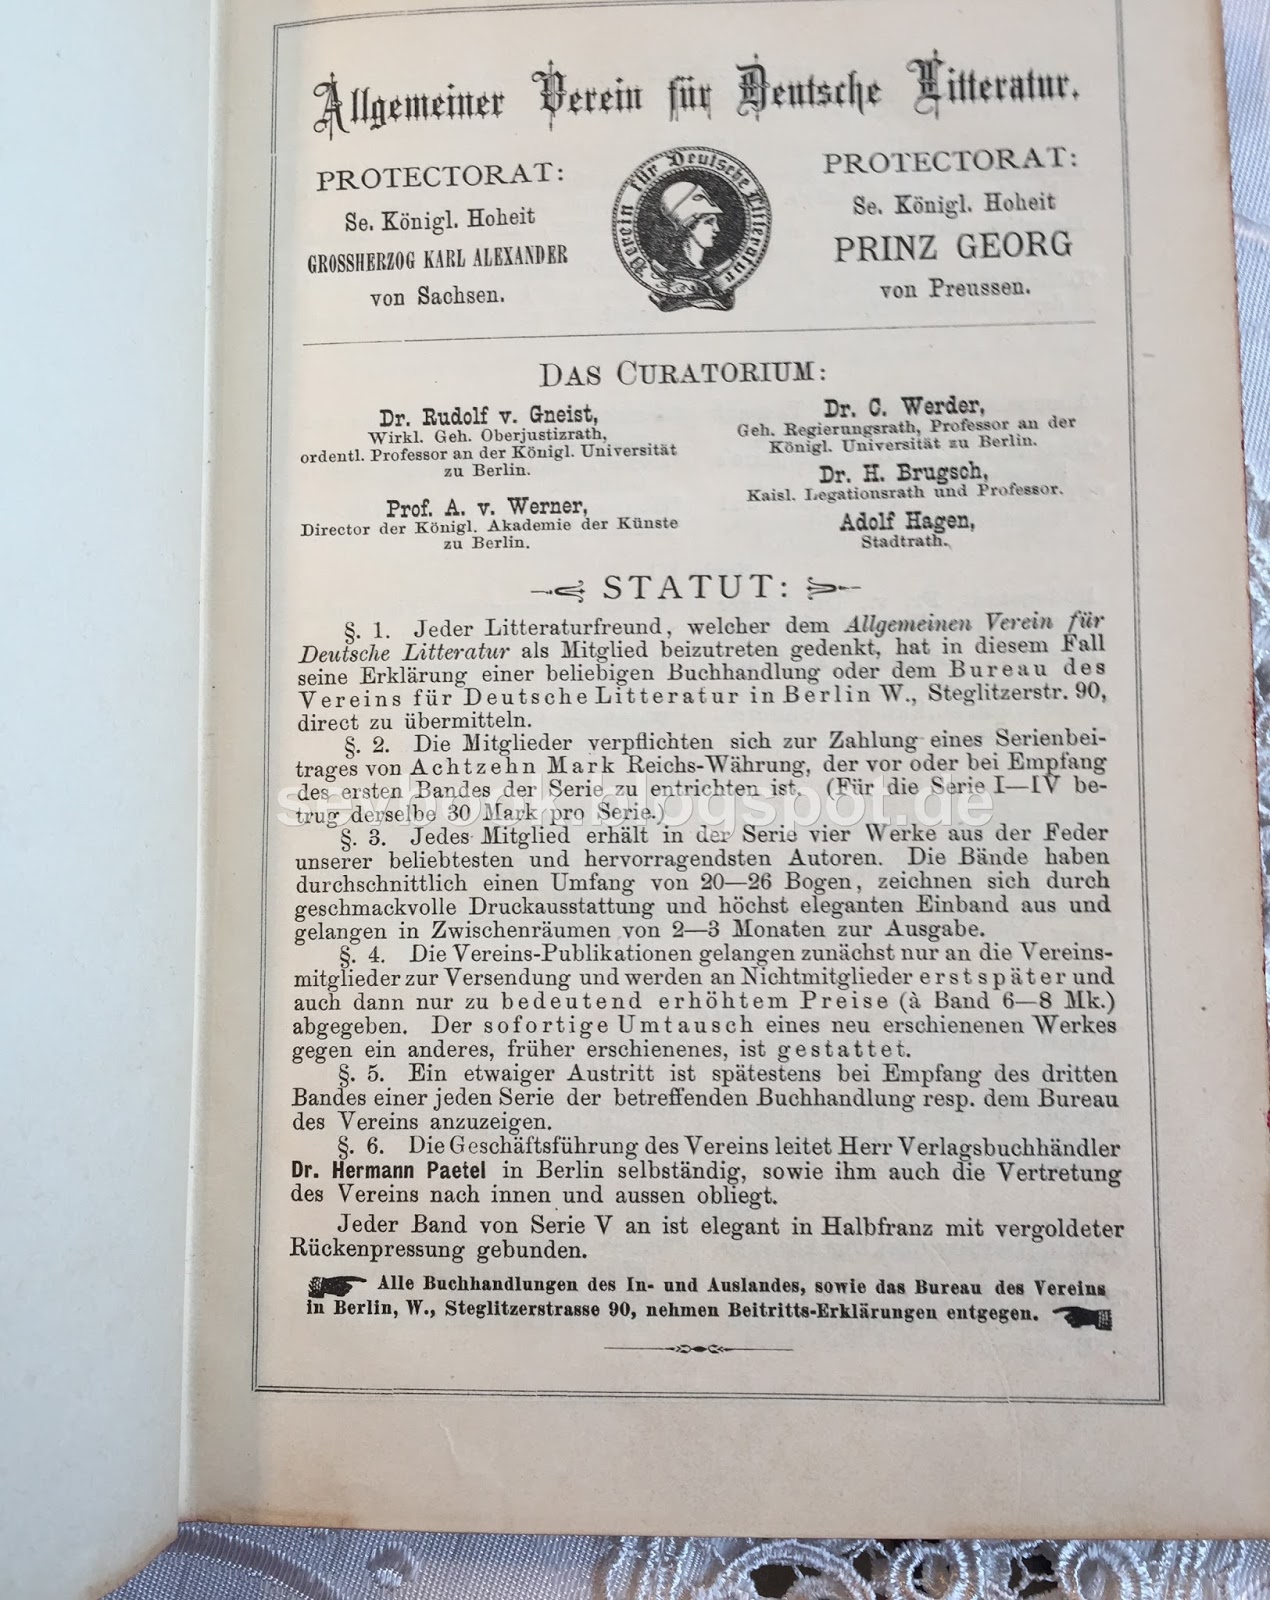 Allgemeiner Verein für Deutsche Litteratur.
PROTECTORAT:
Se. Königl. Hoheit
GROSSHERZOG KARL ALEXANDER
von Sachsen.
Verein für Deutsche Litteratur
PROTECTORAT:
Se. Königl. Hoheit
PRINZ GEORG
von Preussen.
DAS CURATORIUM:
Dr. Rudolf v. Gneist,
Wirkl. Geh. Oberjustizrath,
ordentl. Professor an der Königl. Universität
zu Berlin.
Prof. A. v. Werner,
Director der Königl. Akademie der Künste
zu Berlin.
Dr. C. Werder,
Geh. Regierungsrath, Professor an der
Königl. Universität zu Berlin.
Dr. H. Brugsch,
Kaisl. Legationsrath und Professor.
Adolf Hagen,
Stadtrath.
STATUT:
§. 1. Jeder Litteraturfreund, welcher dem Allgemeinen Verein für
Deutsche Litteratur als Mitglied beizutreten gedenkt, hat in diesem Fall
seine Erklärung einer beliebigen Buchhandlung oder dem Bureau des
Vereins für Deutsche Litteratur in Berlin W., Steglitzerstr. 90,
direct zu übermitteln.
§. 2. Die Mitglieder verpflichten sich zur Zahlung eines Serienbei-
trages von Achtzehn Mark Reichs-Währung, der vor oder bei Empfang
des ersten Bandes der Serie zu entrichten ist. (Für die Serie I—IV be-
trug derselbe 30 Mark pro Serie.)
sevbook.blogspot.de
§. 3. Jedes Mitglied erhält in der Serie vier Werke aus der Feder
unserer beliebtesten und hervorragendsten Autoren. Die Bände haben
durchschnittlich einen Umfang von 20—26 Bogen, zeichnen sich durch
geschmackvolle Druckausstattung und höchst eleganten Einband aus und
gelangen in Zwischenräumen von 2—3 Monaten zur Ausgabe.
§. 4. Die Vereins-Publikationen gelangen zunächst nur an die Vereins-
mitglieder zur Versendung und werden an Nichtmitglieder erst später und
auch dann nur zu bedeutend erhöhtem Preise (à Band 6—8 Mk.)
abgegeben. Der sofortige Umtausch eines neu erschienenen Werkes
gegen ein anderes, früher erschienenes, ist gestattet.
§. 5. Ein etwaiger Austritt ist spätestens bei Empfang des dritten
Bandes einer jeden Serie der betreffenden Buchhandlung resp. dem Bureau
des Vereins anzuzeigen.
§. 6. Die Geschäftsführung des Vereins leitet Herr Verlagsbuchhändler
Dr. Hermann Paetel in Berlin selbständig, sowie ihm auch die Vertretung
des Vereins nach innen und aussen obliegt.
Jeder Band von Serie V an ist elegant in Halbfranz mit vergoldeter
Rückenpressung gebunden.
Alle Buchhandlungen des In- und Auslandes, sowie das Bureau des Vereins
in Berlin, W., Steglitzerstrasse 90, nehmen Beitritts-Erklärungen entgegen.